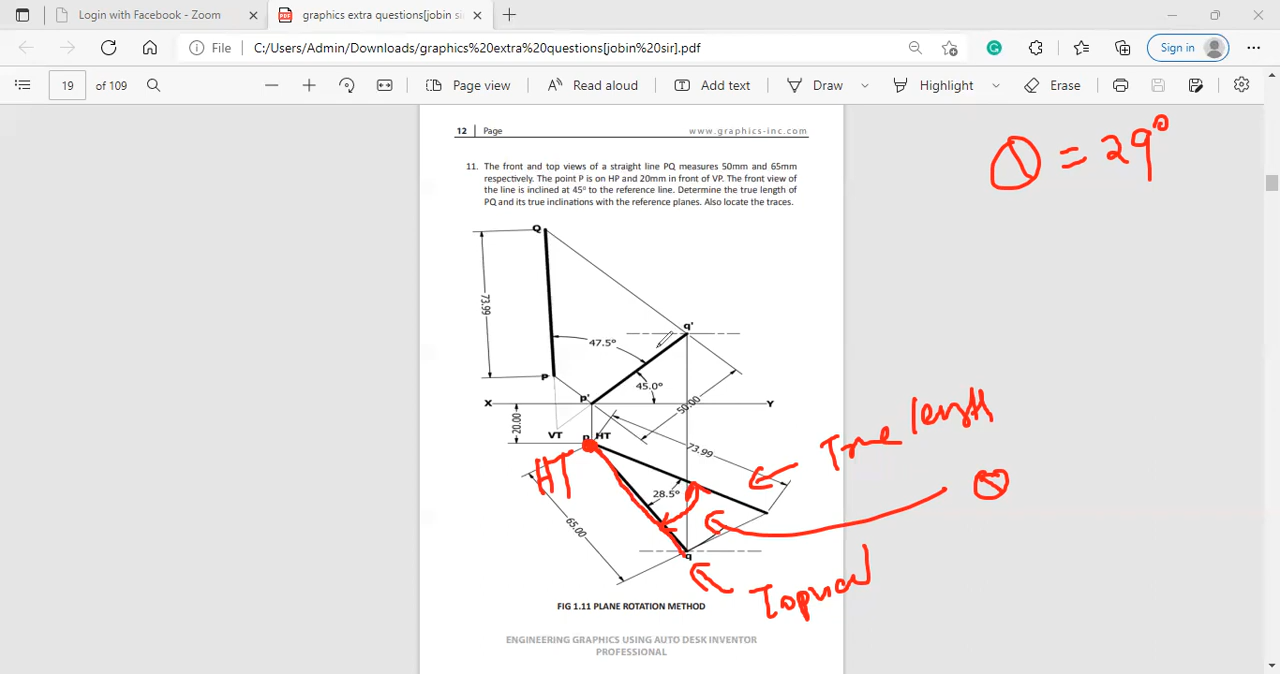 Login with Facebook - Zoom
graphics extra questions[jobin si
File C:/Users/Admin/Downloads/graphics%20extra%20questions[jobin%20sir].pdf
Sign in
19 of 109
Page view
Read aloud
Add text
Draw
Highlight
Erase
12 | Page
www.graphics-inc.com
11. The front and top views of a straight line PQ measures 50mm and 65mm
respectively. The point P is on HP and 20mm in front of VP. The front view of
the line is inclined at 45° to the reference line. Determine the true length of
PQ and its true inclinations with the reference planes. Also locate the traces.
= 29°
Q
73.99
47.5°
q'
P
45.0°
p'
X
Y
50.00
20.00
VT
p HT
HT
73.99
True length
28.5°
65.00
q
Topview
FIG 1.11 PLANE ROTATION METHOD
ENGINEERING GRAPHICS USING AUTO DESK INVENTOR
PROFESSIONAL